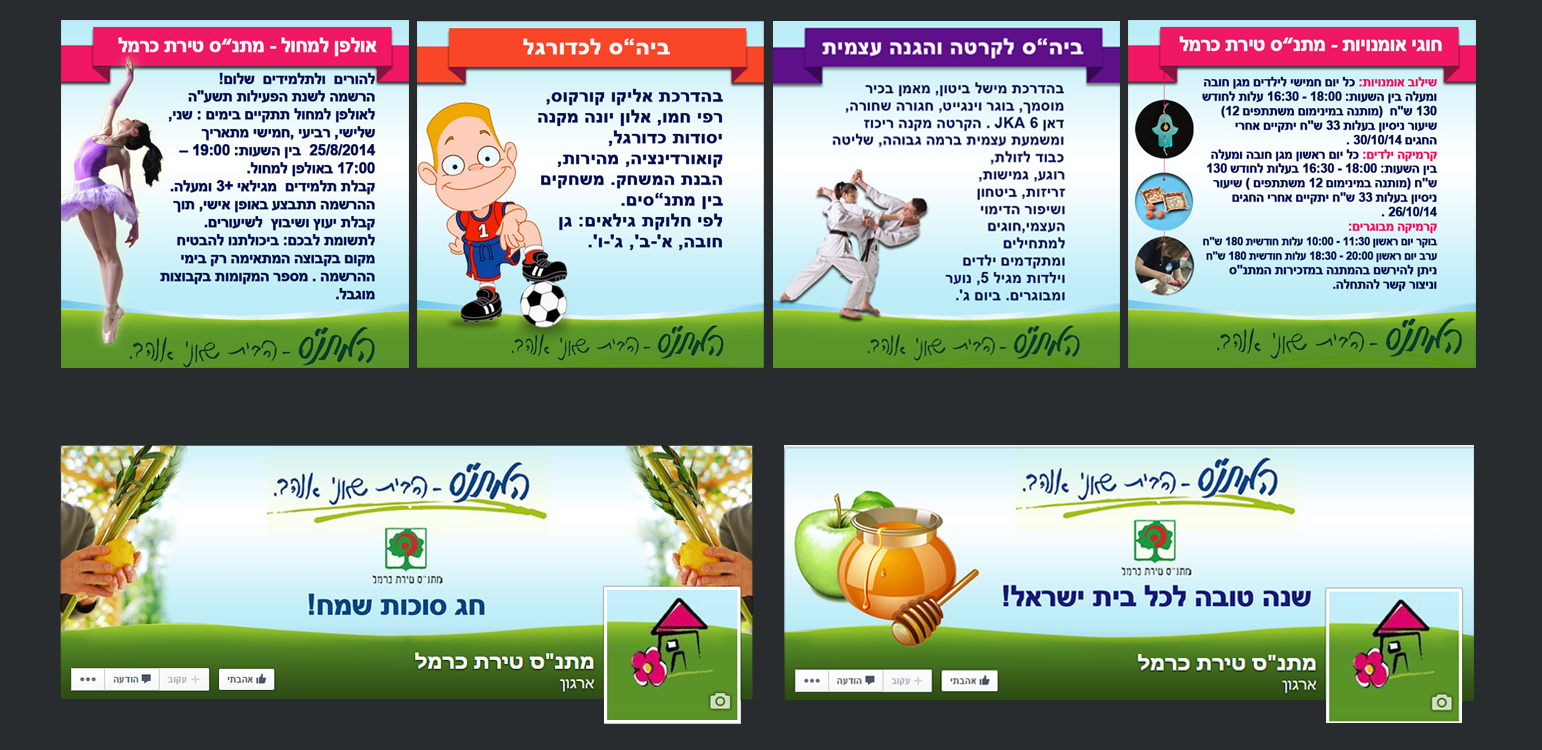 חוגי אומנויות - מתנ״ס טירת כרמל
שילוב אומנויות: כל יום חמישי לילדים מגן חובה
ומעלה בין השעות: 18:00 - 16:30 עלות לחודש
130 ש"ח (מותנה במינימום משתתפים 12)
שיעור ניסיון בעלות 33 ש"ח יתקיים אחרי
החגים 30/10/14 .
קרמיקה ילדים: כל יום ראשון מגן חובה ומעלה
בין השעות: 18:00 - 16:30 בעלות לחודש 130
ש"ח (מותנה במינימום 12 משתתפים ) שיעור
ניסיון בעלות 33 ש"ח יתקיים אחרי החגים
26/10/14 .
קרמיקה מבוגרים:
בוקר יום ראשון 11:30 - 10:00 עלות חודשית 180 ש"ח
ערב יום ראשון 20:00 - 18:30 עלות חודשית 180 ש"ח
ניתן להירשם בהמתנה במזכירות המתנ"ס
וניצור קשר להתחלה.
המתנ"ס - הבית שאני אוהב.
ביה״ס לקרטה והגנה עצמית
בהדרכת מישל ביטון, מאמן בכיר
מוסמך, בוגר וינגייט, חגורה שחורה,
דאן 6 JKA . הקרטה מקנה ריכוז
ומשמעת עצמית ברמה גבוהה, שליטה
כבוד לזולת,
רוגע, גמישות,
זריזות, ביטחון
ושיפור הדימוי
העצמי,חוגים
למתחילים
ומתקדמים ילדים
וילדות מגיל 5, נוער
ומבוגרים. ביום ג'.
המתנ"ס - הבית שאני אוהב.
ביה״ס לכדורגל
בהדרכת אליקו קורקוס,
רפי חמו, אלון יונה מקנה
יסודות כדורגל,
קואורדינציה, מהירות,
הבנת המשחק. משחקים
בין מתנ״סים.
לפי חלוקת גילאים: גן
חובה, א'-ב', ג'-ו'.
1
המתנ"ס - הבית שאני אוהב.
אולפן למחול - מתנ״ס טירת כרמל
להורים ולתלמידים שלום!
הרשמה לשנת הפעילות תשע"ה
לאולפן למחול תתקיים בימים : שני,
שלישי, רביעי ,חמישי מתאריך
25/8/2014 בין השעות: 19:00 –
17:00 באולפן למחול.
קבלת תלמידים מגילאי 3+ ומעלה.
ההרשמה תתבצע באופן אישי, תוך
קבלת יעוץ ושיבוץ לשיעורים.
לתשומת לבכם: ביכולתנו להבטיח
מקום בקבוצה המתאימה רק בימי
ההרשמה . מספר המקומות בקבוצות
מוגבל.
המתנ"ס - הבית שאני אוהב.
המתנ"ס - הבית שאני אוהב.
מתנ"ס טירת כרמל
שנה טובה לכל בית ישראל!
מתנ"ס טירת כרמל
ארגון
אהבתי
עקוב
הודעה
המתנ"ס - הבית שאני אוהב.
מתנ"ס טירת כרמל
חג סוכות שמח!
מתנ"ס טירת כרמל
ארגון
אהבתי
עקוב
הודעה